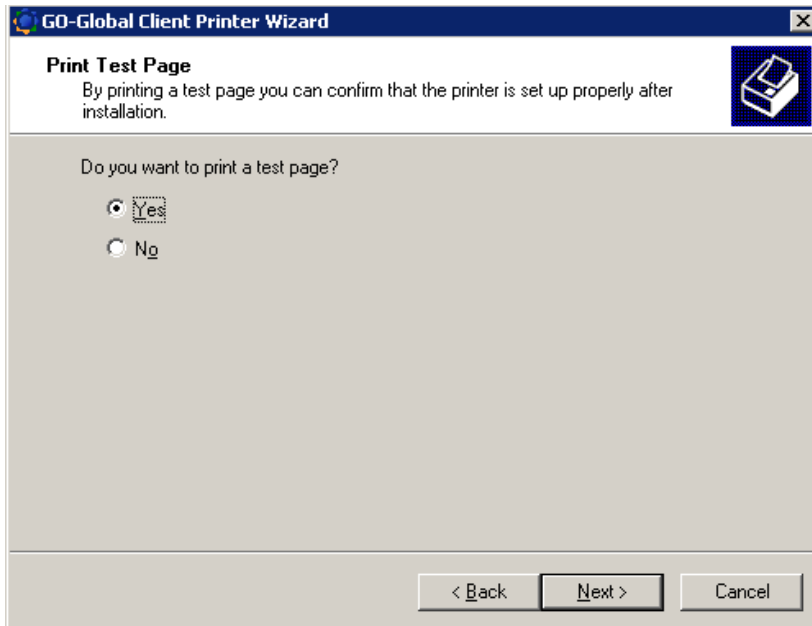 GO-Global Client Printer Wizard
Print Test Page
By printing a test page you can confirm that the printer is set up properly after
installation.
Do you want to print a test page?
Yes
No
< Back
Next >
Cancel